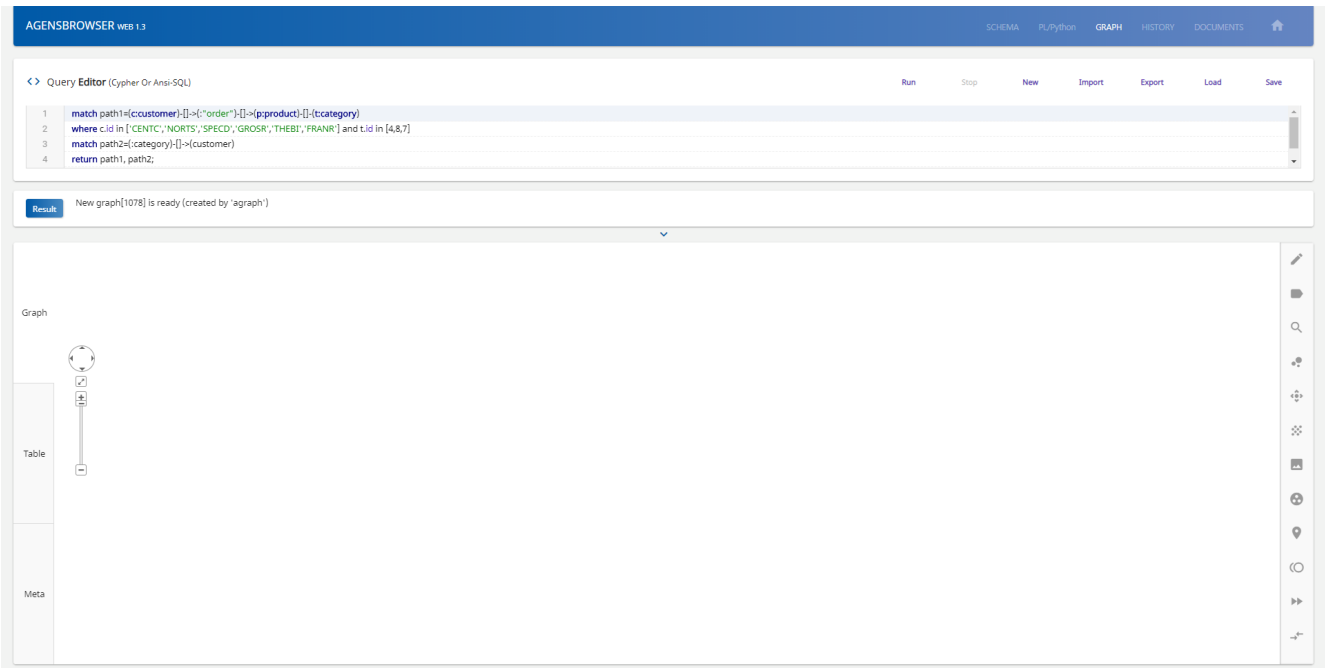 AGENSBROWSER WEB 1.3
SCHEMA PL/Python GRAPH HISTORY DOCUMENTS
<> Query Editor (Cypher Or Ansi-SQL)
Run Stop New Import Export Load Save
1 match path1=(c:customer)-[]->(:"order")-[]->(p:product)-[]-(t:category)
2 where c.id in ['CENTC','NORTS','SPECD','GROSR','THEBI','FRANR'] and t.id in [4,8,7]
3 match path2=(:category)-[]->(customer)
4 return path1, path2;
Result New graph[1078] is ready (created by 'agraph')
Graph
Table
Meta